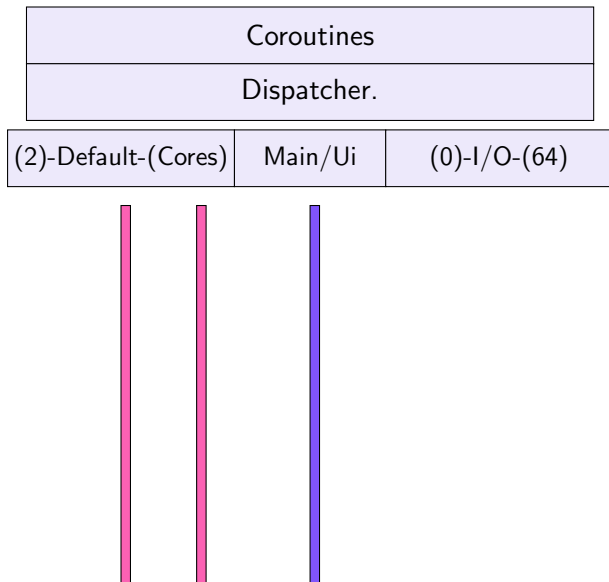 Coroutines
Dispatcher.
(2)-Default-(Cores) Main/Ui (0)-I/O-(64)